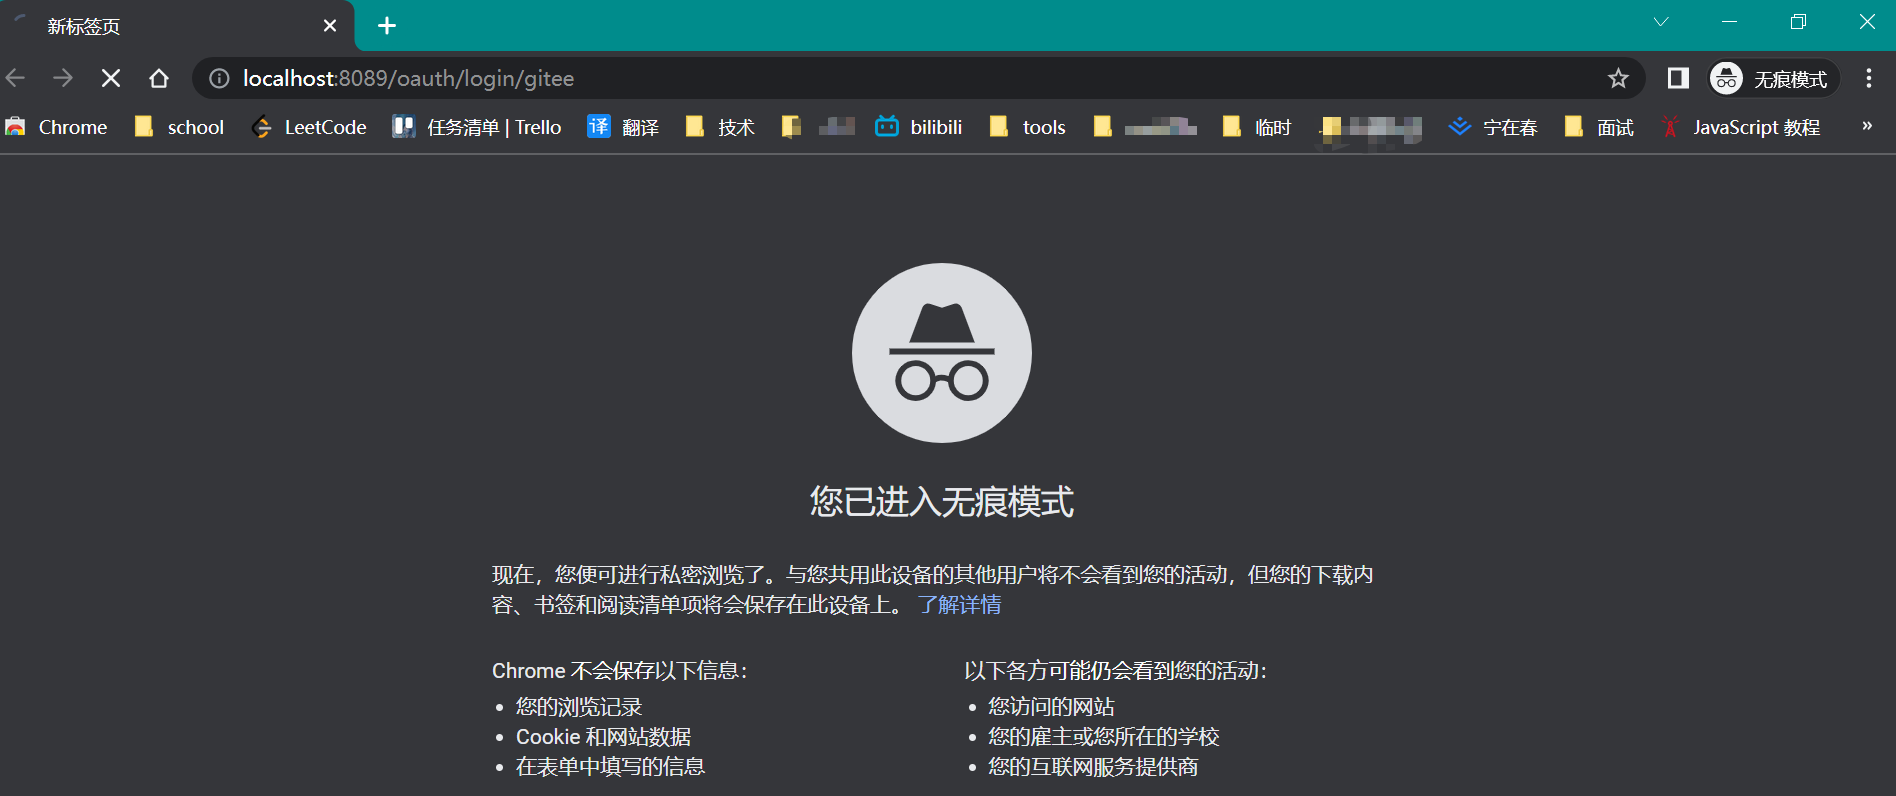 新标签页
localhost:8089/oauth/login/gitee
无痕模式
Chrome school LeetCode 任务清单 | Trello 译 翻译 技术 bilibili tools 临时 宁在春 面试 JavaScript 教程 »
您已进入无痕模式
现在，您便可进行私密浏览了。与您共用此设备的其他用户将不会看到您的活动，但您的下载内
容、书签和阅读清单项将会保存在此设备上。 了解详情
Chrome 不会保存以下信息：
• 您的浏览记录
• Cookie 和网站数据
• 在表单中填写的信息
以下各方可能仍会看到您的活动：
• 您访问的网站
• 您的雇主或您所在的学校
• 您的互联网服务提供商